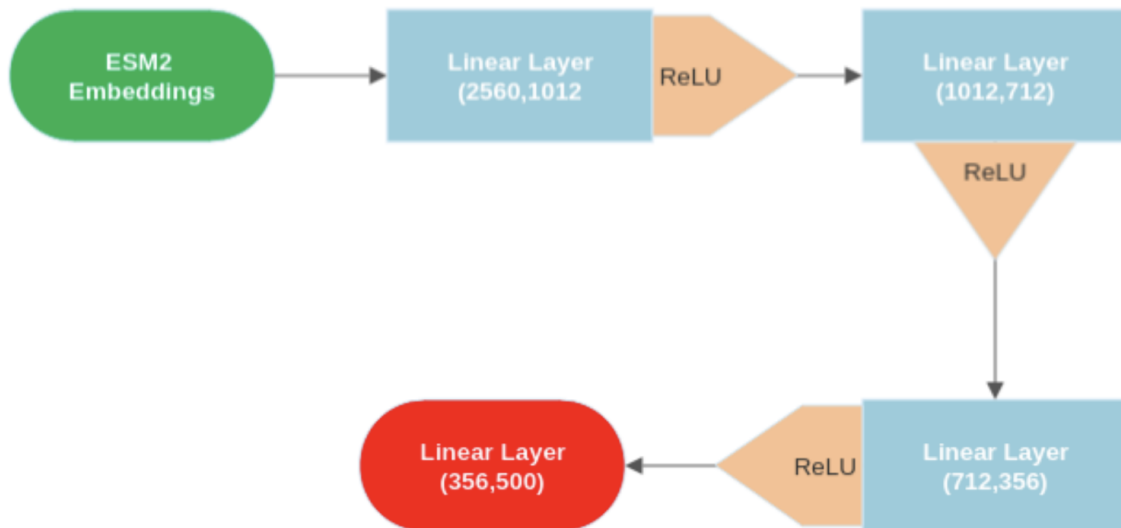 ESM2
Embeddings
Linear Layer
(2560,1012
ReLU
Linear Layer
(1012,712)
ReLU
Linear Layer
(712,356)
ReLU
Linear Layer
(356,500)